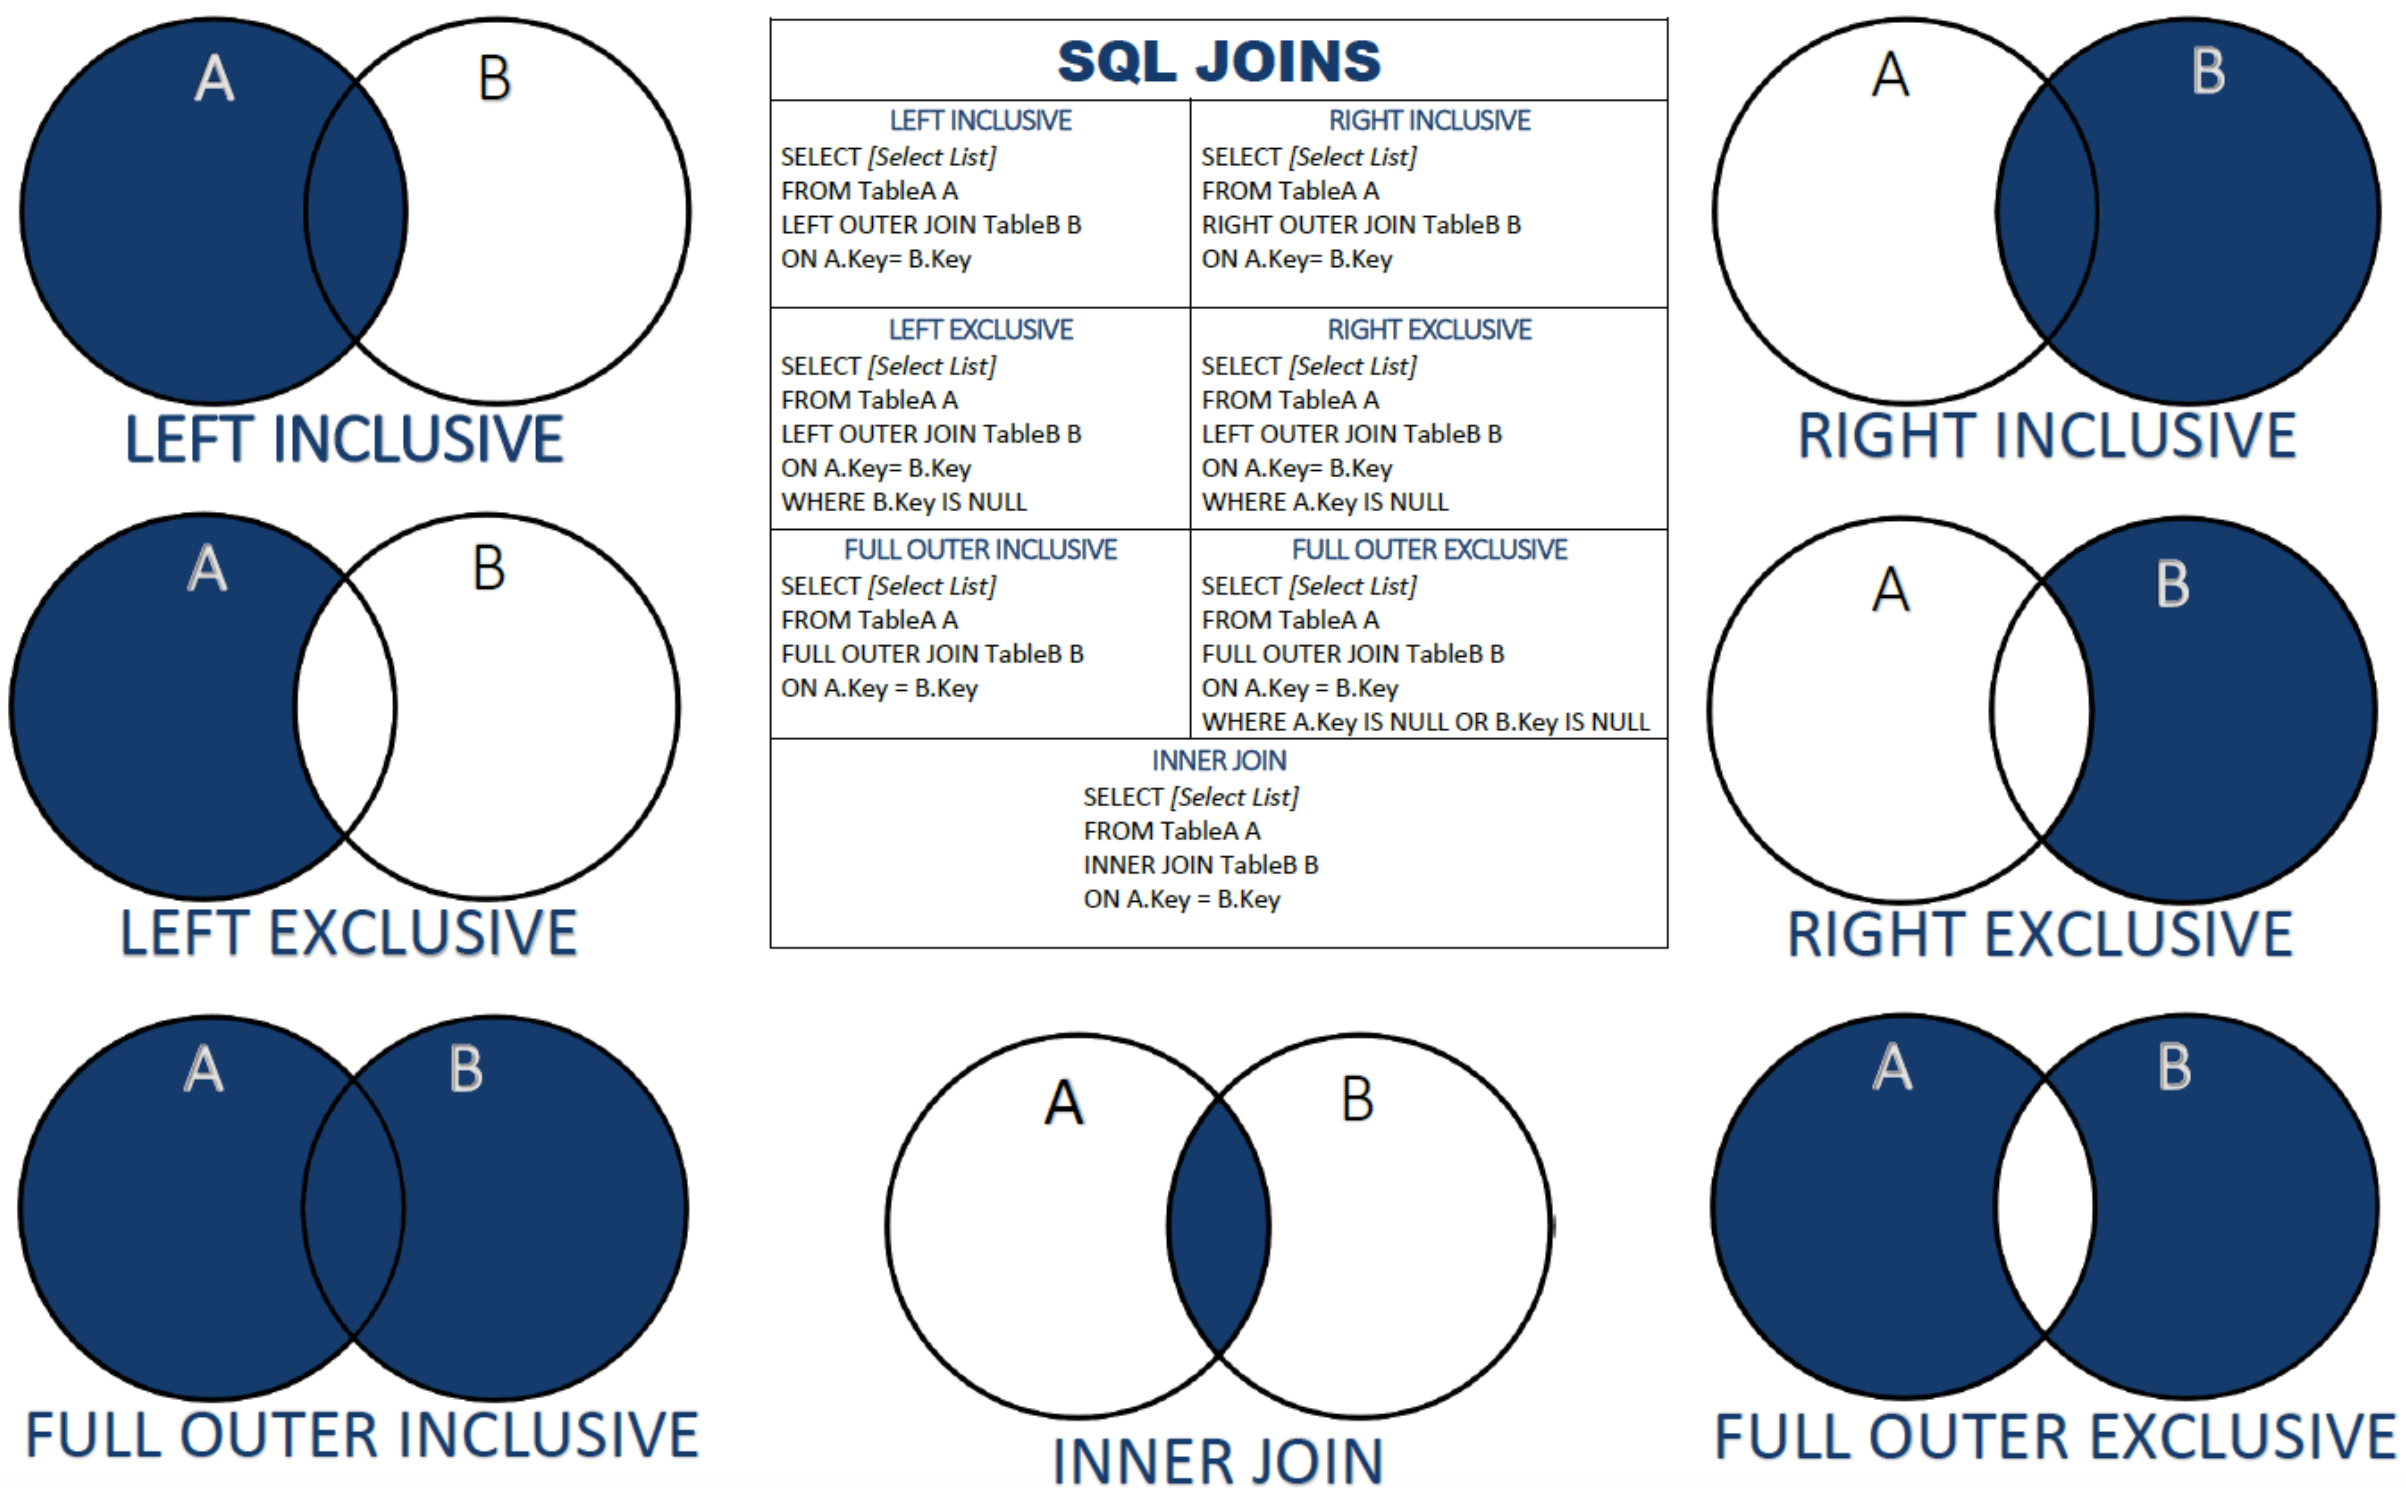 A
B
LEFT INCLUSIVE
A
B
LEFT EXCLUSIVE
A
B
FULL OUTER INCLUSIVE
SQL JOINS
LEFT INCLUSIVE
SELECT [Select List]
FROM TableA A
LEFT OUTER JOIN TableB B
ON A.Key= B.Key
RIGHT INCLUSIVE
SELECT [Select List]
FROM TableA A
RIGHT OUTER JOIN TableB B
ON A.Key= B.Key
LEFT EXCLUSIVE
SELECT [Select List]
FROM TableA A
LEFT OUTER JOIN TableB B
ON A.Key= B.Key
WHERE B.Key IS NULL
RIGHT EXCLUSIVE
SELECT [Select List]
FROM TableA A
LEFT OUTER JOIN TableB B
ON A.Key= B.Key
WHERE A.Key IS NULL
FULL OUTER INCLUSIVE
SELECT [Select List]
FROM TableA A
FULL OUTER JOIN TableB B
ON A.Key = B.Key
FULL OUTER EXCLUSIVE
SELECT [Select List]
FROM TableA A
FULL OUTER JOIN TableB B
ON A.Key = B.Key
WHERE A.Key IS NULL OR B.Key IS NULL
INNER JOIN
SELECT [Select List]
FROM TableA A
INNER JOIN TableB B
ON A.Key = B.Key
A
B
INNER JOIN
A
B
RIGHT INCLUSIVE
A
B
RIGHT EXCLUSIVE
A
B
FULL OUTER EXCLUSIVE